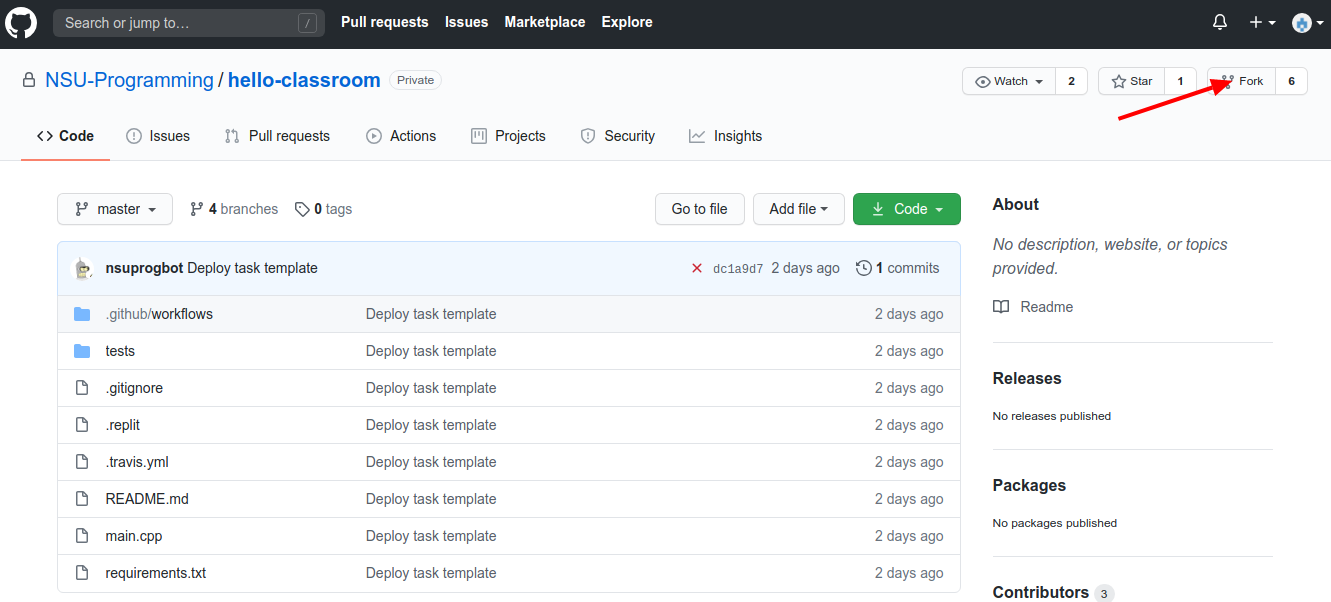 Search or jump to… / Pull requests Issues Marketplace Explore
NSU-Programming / hello-classroom Private Watch 2 Star 1 Fork 6
Code Issues Pull requests Actions Projects Security Insights
master 4 branches 0 tags Go to file Add file Code
nsuprogbot Deploy task template dc1a9d7 2 days ago 1 commits
.github/workflows Deploy task template 2 days ago
tests Deploy task template 2 days ago
.gitignore Deploy task template 2 days ago
.replit Deploy task template 2 days ago
.travis.yml Deploy task template 2 days ago
README.md Deploy task template 2 days ago
main.cpp Deploy task template 2 days ago
requirements.txt Deploy task template 2 days ago
About
No description, website, or topics
provided.
Readme
Releases
No releases published
Packages
No packages published
Contributors 3